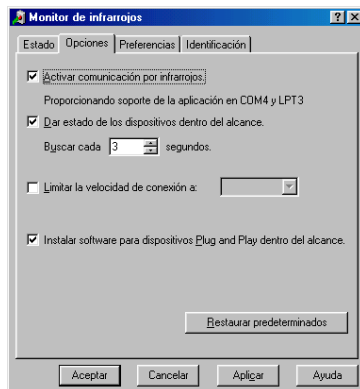 Monitor de infrarrojos
Estado Opciones Preferencias Identificación
Activar comunicación por infrarrojos.
Proporcionando soporte de la aplicación en COM4 y LPT3
Dar estado de los dispositivos dentro del alcance.
Buscar cada 3 segundos.
Limitar la velocidad de conexión a:
Instalar software para dispositivos Plug and Play dentro del alcance.
Restaurar predeterminados
Aceptar Cancelar Aplicar Ayuda